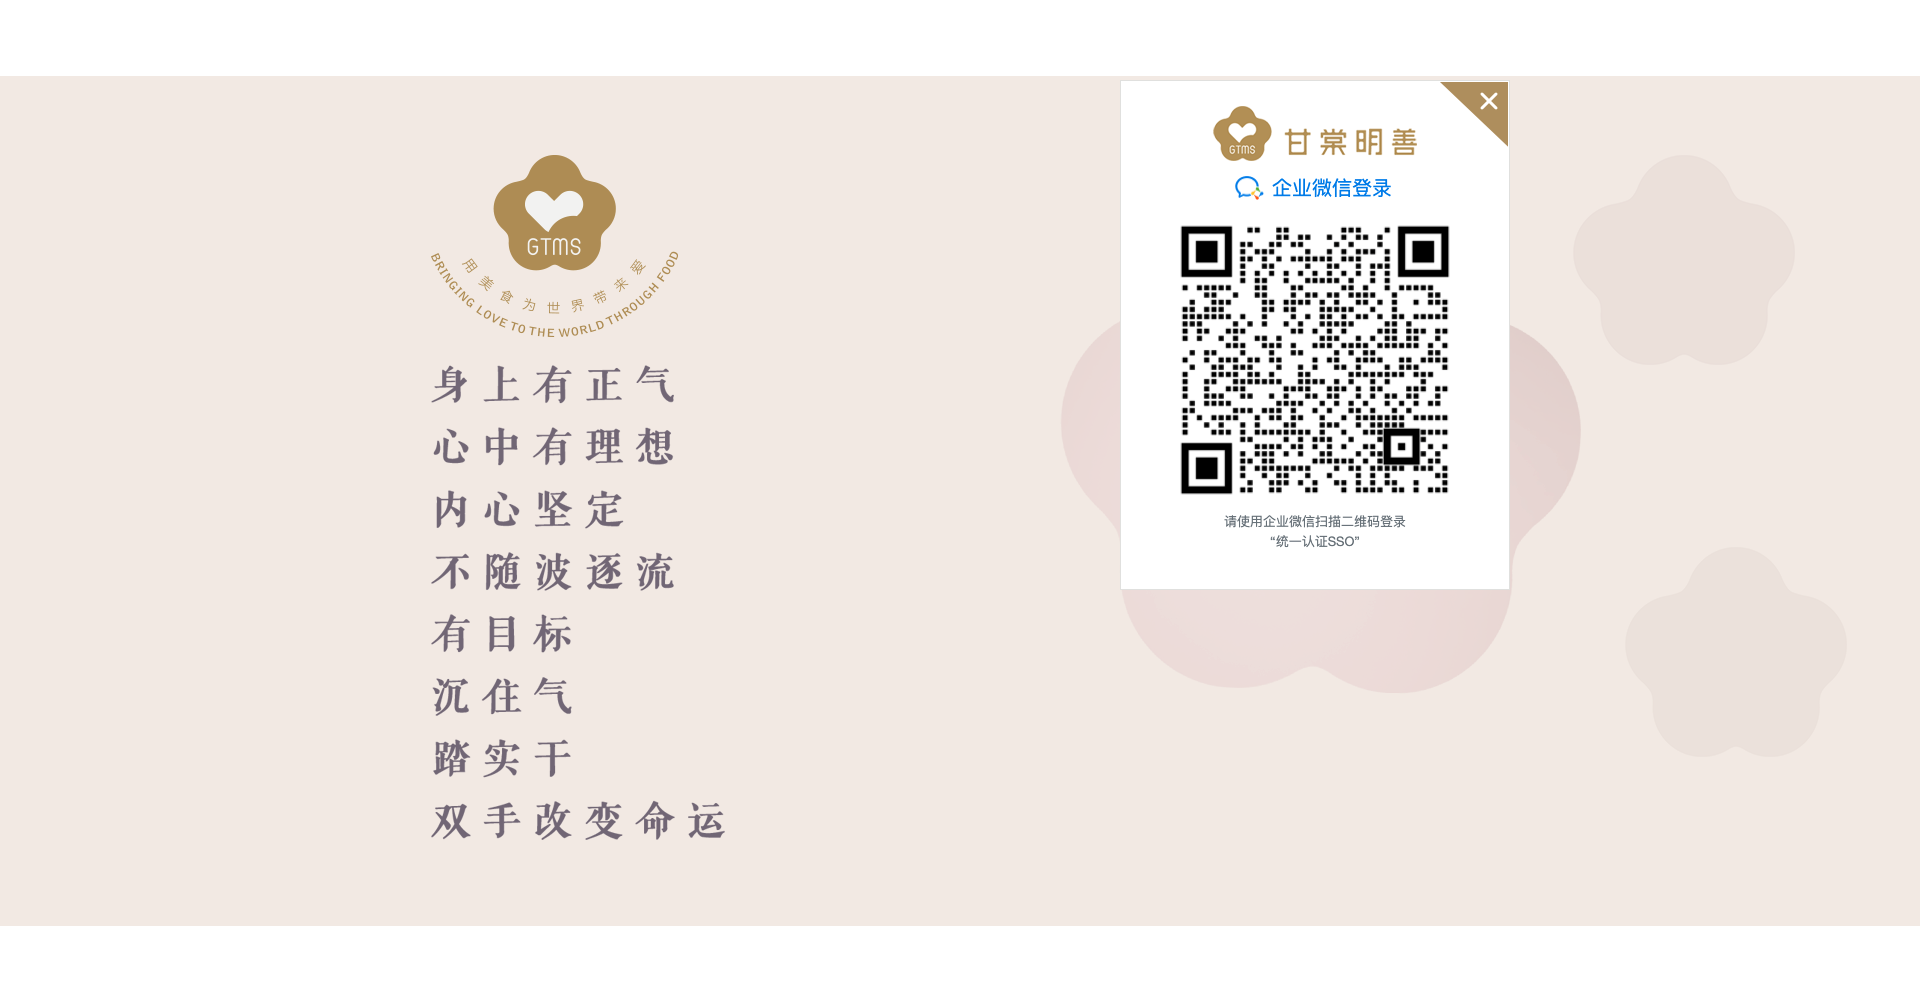 GTMS
用美食为世界带来爱
BRINGING LOVE TO THE WORLD THROUGH FOOD
身上有正气
心中有理想
内心坚定
不随波逐流
有目标
沉住气
踏实干
双手改变命运
GTMS
甘棠明善
企业微信登录
请使用企业微信扫描二维码登录
“统一认证SSO”